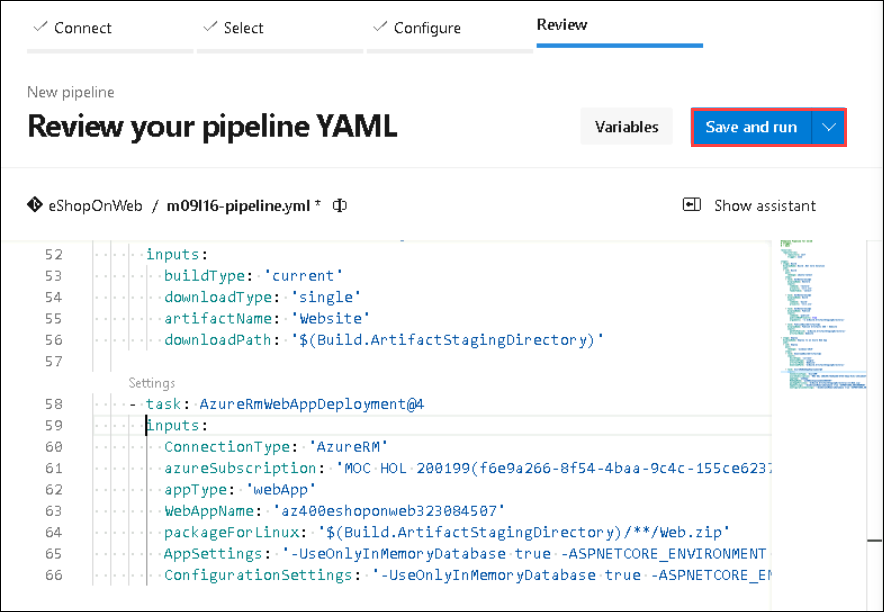 Connect Select Configure Review
New pipeline
Review your pipeline YAML Variables Save and run
eShopOnWeb / m09l16-pipeline.yml * Show assistant
52 inputs:
53 buildType: 'current'
54 downloadType: 'single'
55 artifactName: 'Website'
56 downloadPath: '$(Build.ArtifactStagingDirectory)'
57
Settings
58 - task: AzureRmWebAppDeployment@4
59 inputs:
60 ConnectionType: 'AzureRM'
61 azureSubscription: 'MOC HOL 200199(f6e9a266-8f54-4baa-9c4c-155ce6237
62 appType: 'webApp'
63 WebAppName: 'az400eshoponweb323084507'
64 packageForLinux: '$(Build.ArtifactStagingDirectory)/**/Web.zip'
65 AppSettings: '-UseOnlyInMemoryDatabase true -ASPNETCORE_ENVIRONMENT
66 ConfigurationSettings: '-UseOnlyInMemoryDatabase true -ASPNETCORE_EN